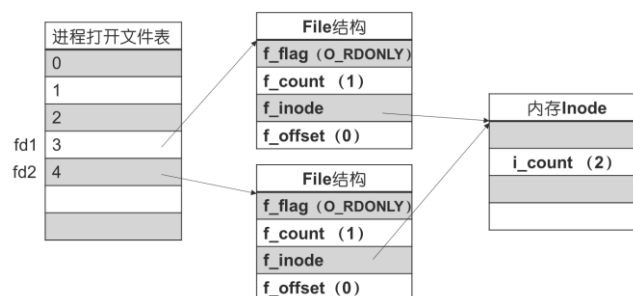 进程打开文件表
0
1
2
fd1 3
fd2 4
File结构
f_flag（O_RDONLY）
f_count（1）
f_inode
f_offset（0）
File结构
f_flag（O_RDONLY）
f_count（1）
f_inode
f_offset（0）
内存Inode
i_count（2）